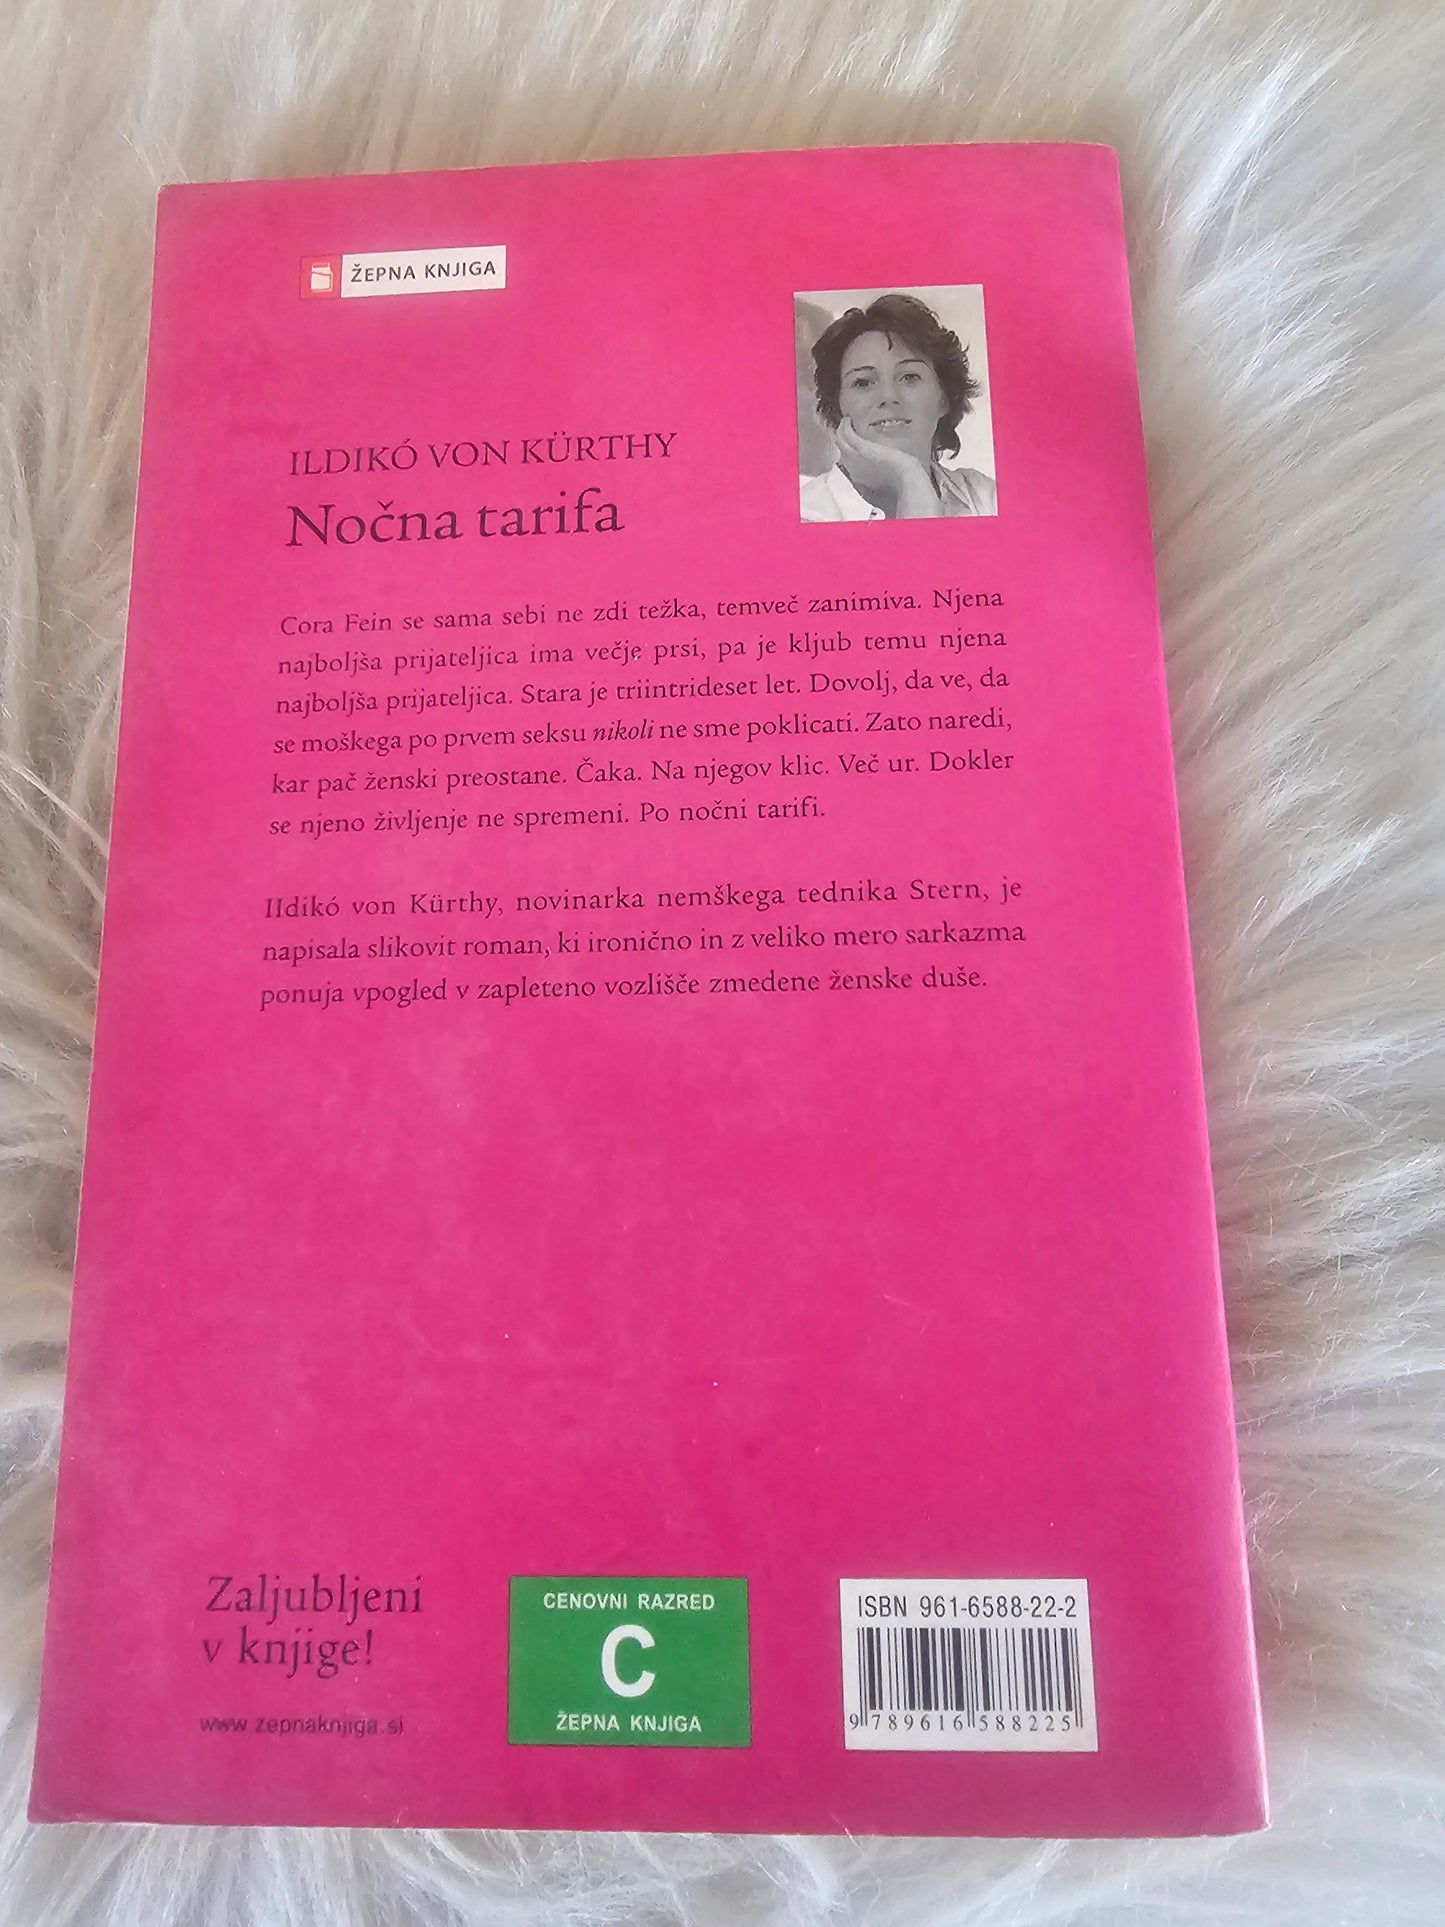 ŽEPNA KNJIGA
ILDIKÓ VON KÜRTHY
Nočna tarifa
Cora Fein se sama sebi ne zdi težka, temveč zanimiva. Njena
najboljša prijateljica ima večje prsi, pa je kljub temu njena
najboljša prijateljica. Stara je triintrideset let. Dovolj, da ve, da
se moškega po prvem seksu nikoli ne sme poklicati. Zato naredi,
kar pač ženski preostane. Čaka. Na njegov klic. Več ur. Dokler
se njeno življenje ne spremeni. Po nočni tarifi.
Ildikó von Kürthy, novinarka nemškega tednika Stern, je
napisala slikovit roman, ki ironično in z veliko mero sarkazma
ponuja vpogled v zapleteno vozlišče zmedene ženske duše.
Zaljubljeni
v knjige!
www zepnaknjiga.si
CENOVNI RAZRED
C
ŽEPNA KNJIGA
ISBN 961-6588-22-2
9 789616 588225